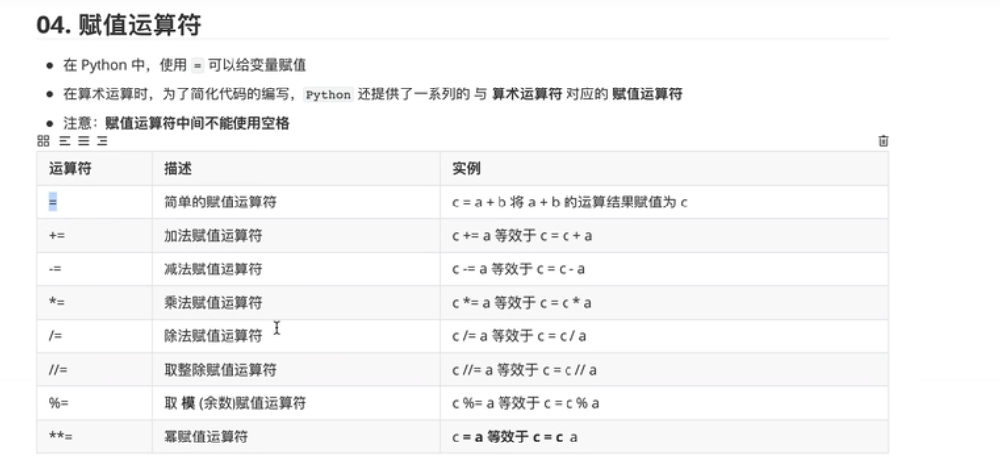 04. 赋值运算符
在 Python 中，使用 = 可以给变量赋值
在算术运算时，为了简化代码的编写，Python 还提供了一系列的 与 算术运算符 对应的 赋值运算符
注意：赋值运算符中间不能使用空格
运算符 描述 实例
= 简单的赋值运算符 c = a + b 将 a + b 的运算结果赋值为 c
+= 加法赋值运算符 c += a 等效于 c = c + a
-= 减法赋值运算符 c -= a 等效于 c = c - a
*= 乘法赋值运算符 c *= a 等效于 c = c * a
/= 除法赋值运算符 c /= a 等效于 c = c / a
//= 取整除赋值运算符 c //= a 等效于 c = c // a
%= 取 模 (余数)赋值运算符 c %= a 等效于 c = c % a
**= 幂赋值运算符 c = a 等效于 c = c a